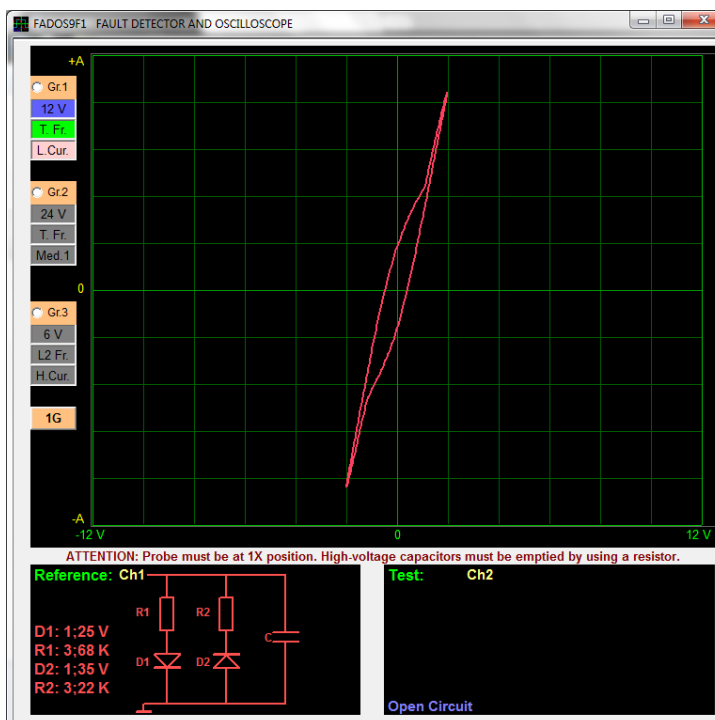 FADOS9F1 FAULT DETECTOR AND OSCILLOSCOPE
+A
Gr.1
12 V
T. Fr.
L.Cur.
Gr.2
24 V
T. Fr.
Med.1
0
Gr.3
6 V
L2 Fr.
H.Cur.
1G
-A
-12 V
0
12 V
ATTENTION: Probe must be at 1X position. High-voltage capacitors must be emptied by using a resistor.
Reference: Ch1
R1
R2
C
D1: 1;25 V
R1: 3;68 K
D2: 1;35 V
R2: 3;22 K
D1
D2
Test: Ch2
Open Circuit